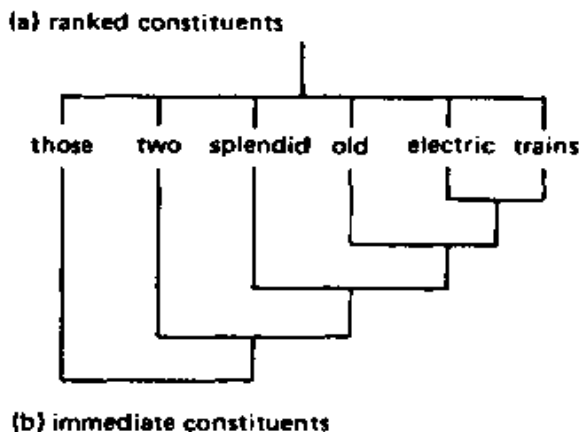 (a) ranked constituents
those two splendid old electric trains
(b) immediate constituents